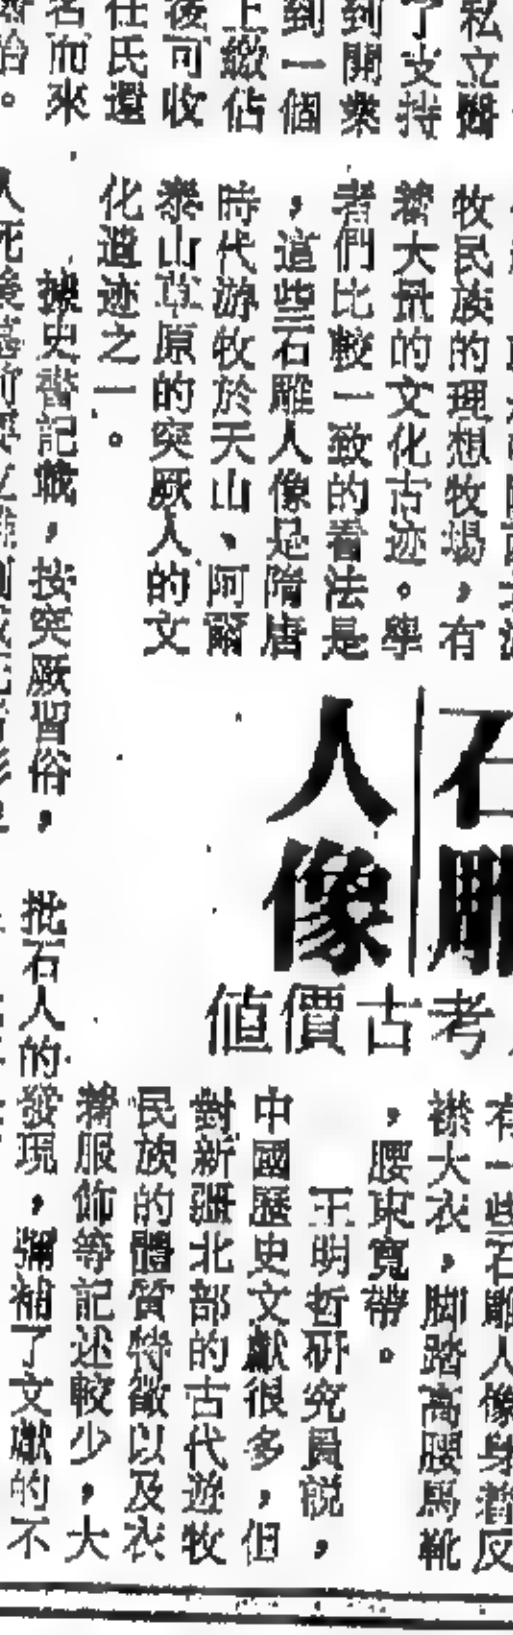 私立醫
了支持
到開業
到一個
上繳佔
後可收
任氏還
名而來
牧民族的理想牧場，有
著大量的文化古迹。學
者們比較一致的看法是
，這些石雕人像是隋唐
時代游牧於天山、阿爾
泰山草原的突厥人的文
化遺迹之一。
據史書記載，按突厥習俗，
石雕
人像
考古價值
有一些石雕人像身着反
襟大衣，脚踏高腰馬靴
，腰束寬帶。
王明哲研究員説，
中國歷史文獻很多，但
對新疆北部的古代遊牧
民族的體質特徵以及衣
着服飾等記述較少，大
批石人的發現，彌補了文獻的不